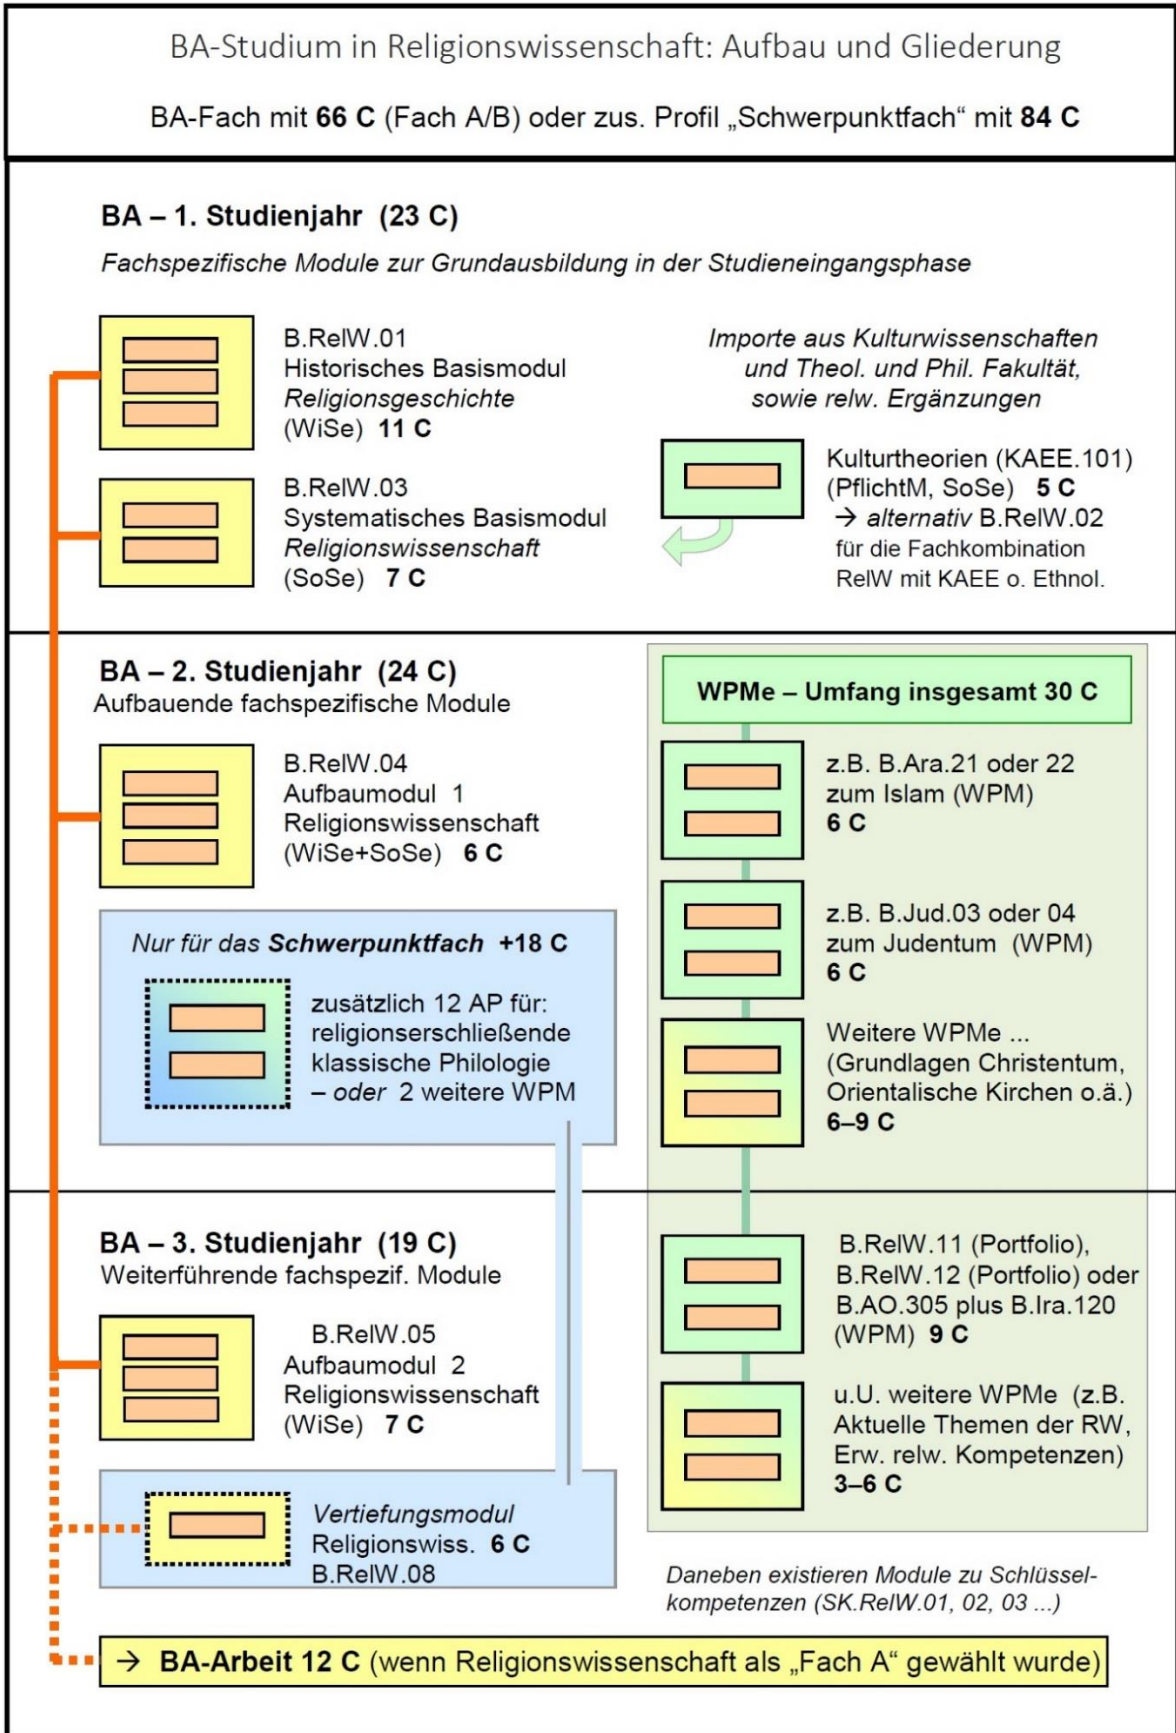 BA-Studium in Religionswissenschaft: Aufbau und Gliederung
BA-Fach mit 66 C (Fach A/B) oder zus. Profil „Schwerpunktfach“ mit 84 C
BA – 1. Studienjahr (23 C)
Fachspezifische Module zur Grundausbildung in der Studieneingangsphase
B.RelW.01
Historisches Basismodul
Religionsgeschichte
(WiSe) 11 C
B.RelW.03
Systematisches Basismodul
Religionswissenschaft
(SoSe) 7 C
Importe aus Kulturwissenschaften
und Theol. und Phil. Fakultät,
sowie relw. Ergänzungen
Kulturtheorien (KAEE.101)
(PflichtM, SoSe) 5 C
→ alternativ B.RelW.02
für die Fachkombination
RelW mit KAEE o. Ethnol.
BA – 2. Studienjahr (24 C)
Aufbauende fachspezifische Module
B.RelW.04
Aufbaumodul 1
Religionswissenschaft
(WiSe+SoSe) 6 C
Nur für das Schwerpunktfach +18 C
zusätzlich 12 AP für:
religionserschließende
klassische Philologie
– oder 2 weitere WPM
WPMe – Umfang insgesamt 30 C
z.B. B.Ara.21 oder 22
zum Islam (WPM)
6 C
z.B. B.Jud.03 oder 04
zum Judentum (WPM)
6 C
Weitere WPMe ...
(Grundlagen Christentum,
Orientalische Kirchen o.ä.)
6–9 C
BA – 3. Studienjahr (19 C)
Weiterführende fachspezif. Module
B.RelW.05
Aufbaumodul 2
Religionswissenschaft
(WiSe) 7 C
Vertiefungsmodul
Religionswiss. 6 C
B.RelW.08
B.RelW.11 (Portfolio),
B.RelW.12 (Portfolio) oder
B.AO.305 plus B.Ira.120
(WPM) 9 C
u.U. weitere WPMe (z.B.
Aktuelle Themen der RW,
Erw. relw. Kompetenzen)
3–6 C
Daneben existieren Module zu Schlüssel-
kompetenzen (SK.RelW.01, 02, 03 ...)
→ BA-Arbeit 12 C (wenn Religionswissenschaft als „Fach A“ gewählt wurde)